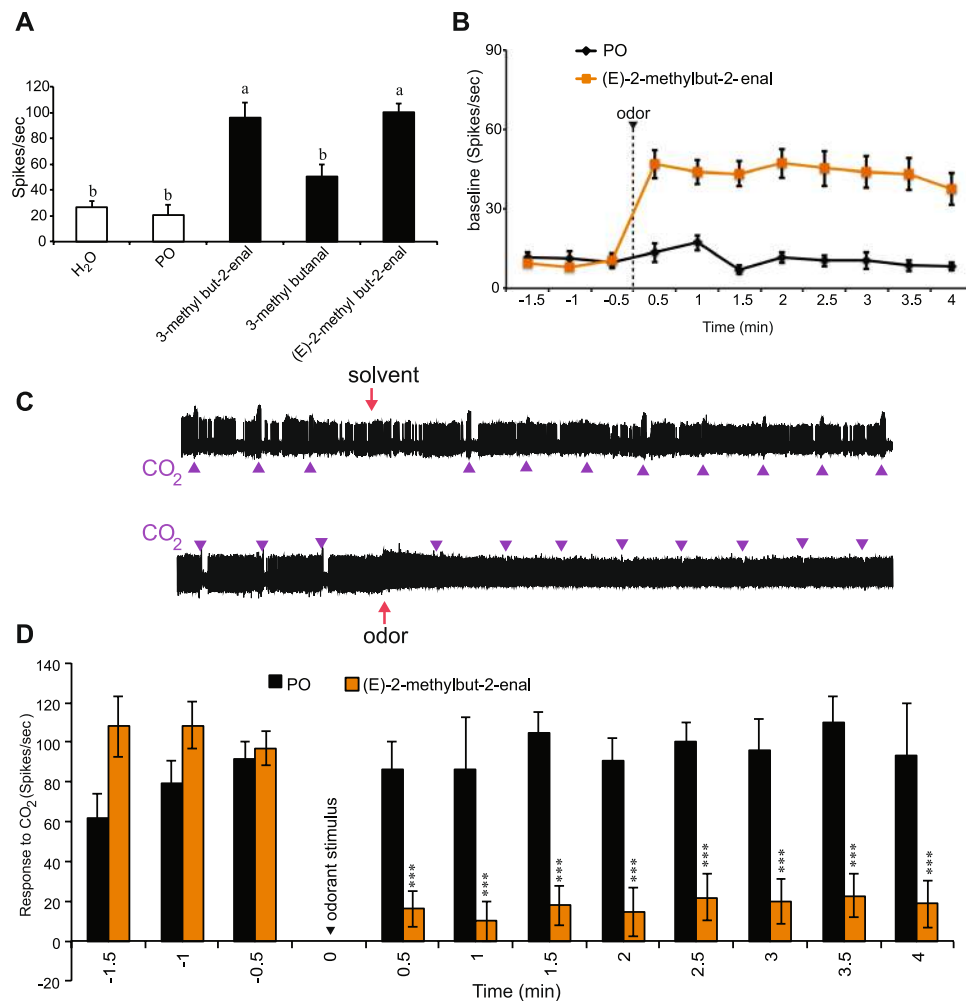 A
Spikes/sec
120
100
80
60
40
20
0
b
b
a
b
a
H2O
PO
3-methyl but-2-enal
3-methyl butanal
(E)-2-methyl but-2-enal
B
PO
(E)-2-methylbut-2-enal
odor
baseline (Spikes/sec)
90
60
30
0
-1.5 -1 -0.5 0.5 1 1.5 2 2.5 3 3.5 4
Time (min)
C
solvent
CO2
CO2
odor
D
PO (E)-2-methylbut-2-enal
Response to CO2 (Spikes/sec)
140
120
100
80
60
40
20
0
-20
odorant stimulus
*** *** *** *** *** *** *** ***
-1.5 -1 -0.5 0 0.5 1 1.5 2 2.5 3 3.5 4
Time (min)